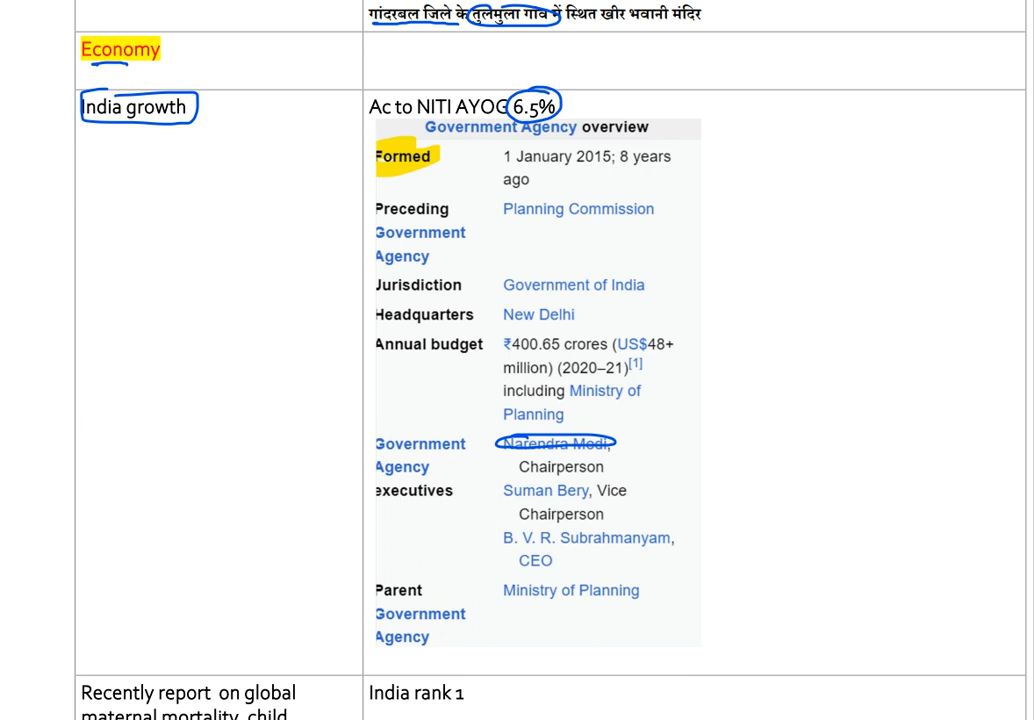 गांदरबल जिले के तुलमुला गांव में स्थित खीर भवानी मंदिर
Economy
India growth
Ac to NITI AYOG 6.5%
Government Agency overview
Formed
1 January 2015; 8 years
ago
Preceding
Government
Agency
Planning Commission
Jurisdiction
Government of India
Headquarters
New Delhi
Annual budget
₹400.65 crores (US$48+
million) (2020–21)[1]
including Ministry of
Planning
Government
Agency
executives
Narendra Modi,
Chairperson
Suman Bery, Vice
Chairperson
B. V. R. Subrahmanyam,
CEO
Parent
Government
Agency
Ministry of Planning
Recently report on global
maternal mortality, child
India rank 1